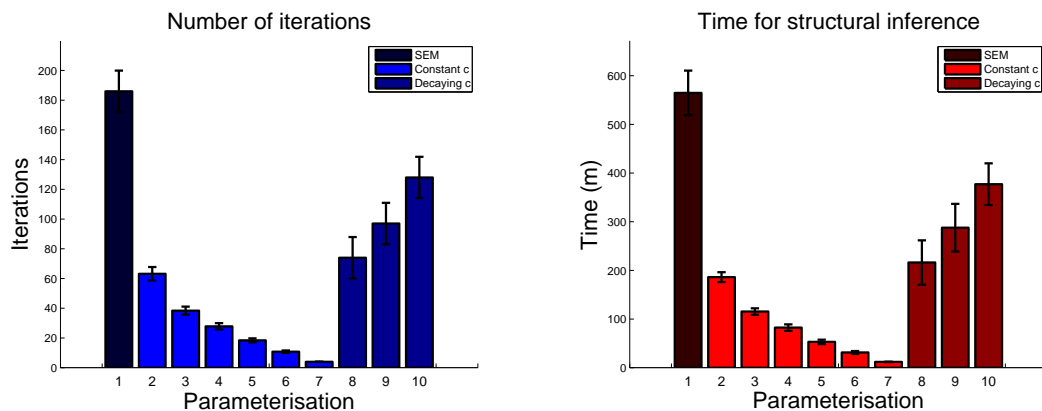 Number of iterations
SEM
Constant c
Decaying c
200
180
160
140
120
100
80
60
40
20
0
Iterations
1 2 3 4 5 6 7 8 9 10
Parameterisation
Time for structural inference
SEM
Constant c
Decaying c
600
500
400
300
200
100
0
Time (m)
1 2 3 4 5 6 7 8 9 10
Parameterisation